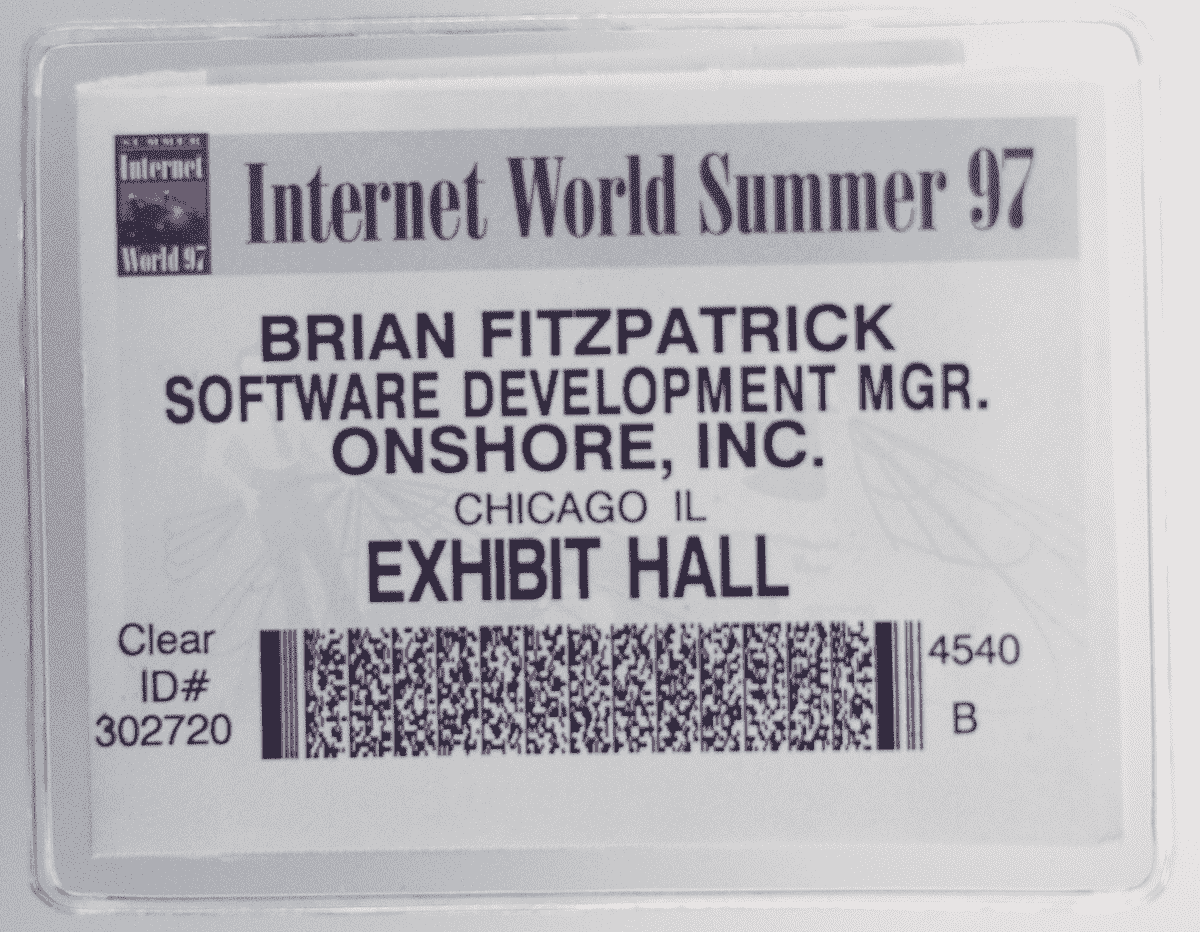 SUMMER
Internet
World 97
Internet World Summer 97
BRIAN FITZPATRICK
SOFTWARE DEVELOPMENT MGR.
ONSHORE, INC.
CHICAGO IL
EXHIBIT HALL
Clear
ID#
302720
4540
B